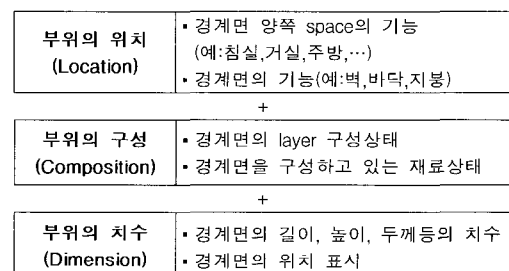 부위의 위치
(Location)
▪ 경계면 양쪽 space의 기능
(예:침실,거실,주방,⋯)
▪ 경계면의 기능(예:벽,바닥,지붕)
+
부위의 구성
(Composition)
▪ 경계면의 layer 구성상태
▪ 경계면을 구성하고 있는 재료상태
+
부위의 치수
(Dimension)
▪ 경계면의 길이, 높이, 두께등의 치수
▪ 경계면의 위치 표시